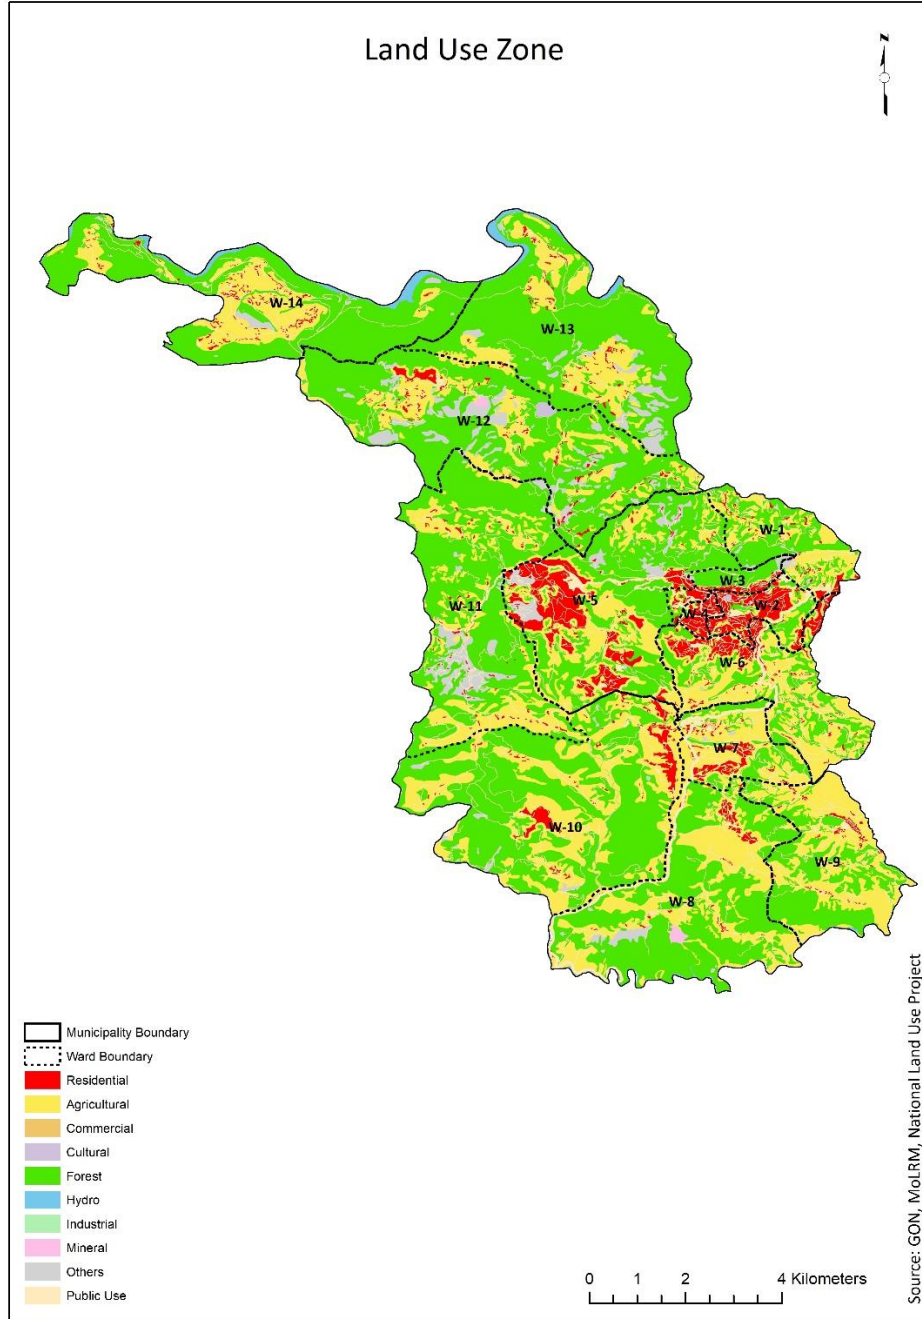 Land Use Zone
N
W-14
W-13
W-12
W-1
W-3
W-11
W-5
W-4
W-2
W-6
W-7
W-10
W-9
W-8
Municipality Boundary
Ward Boundary
Residential
Agricultural
Commercial
Cultural
Forest
Hydro
Industrial
Mineral
Others
Public Use
0 1 2 4 Kilometers
Source: GON, MoLRM, National Land Use Project